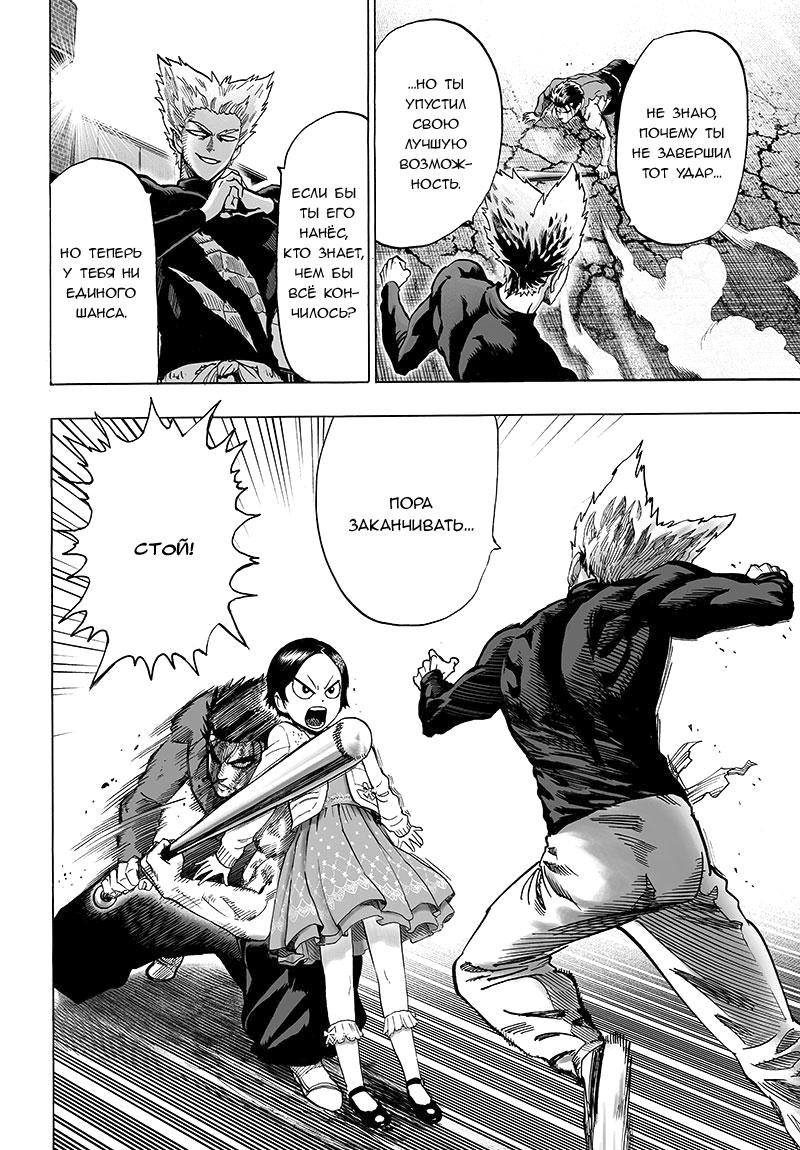 НЕ ЗНАЮ,
ПОЧЕМУ ТЫ
НЕ ЗАВЕРШИЛ
ТОТ УДАР...
...НО ТЫ
УПУСТИЛ
СВОЮ
ЛУЧШУЮ
ВОЗМОЖ-
НОСТЬ.
ЕСЛИ БЫ
ТЫ ЕГО
НАНЁС,
КТО ЗНАЕТ,
ЧЕМ БЫ
ВСЁ КОН-
ЧИЛОСЬ?
НО ТЕПЕРЬ
У ТЕБЯ НИ
ЕДИНОГО
ШАНСА.
ПОРА
ЗАКАНЧИВАТЬ...
СТОЙ!